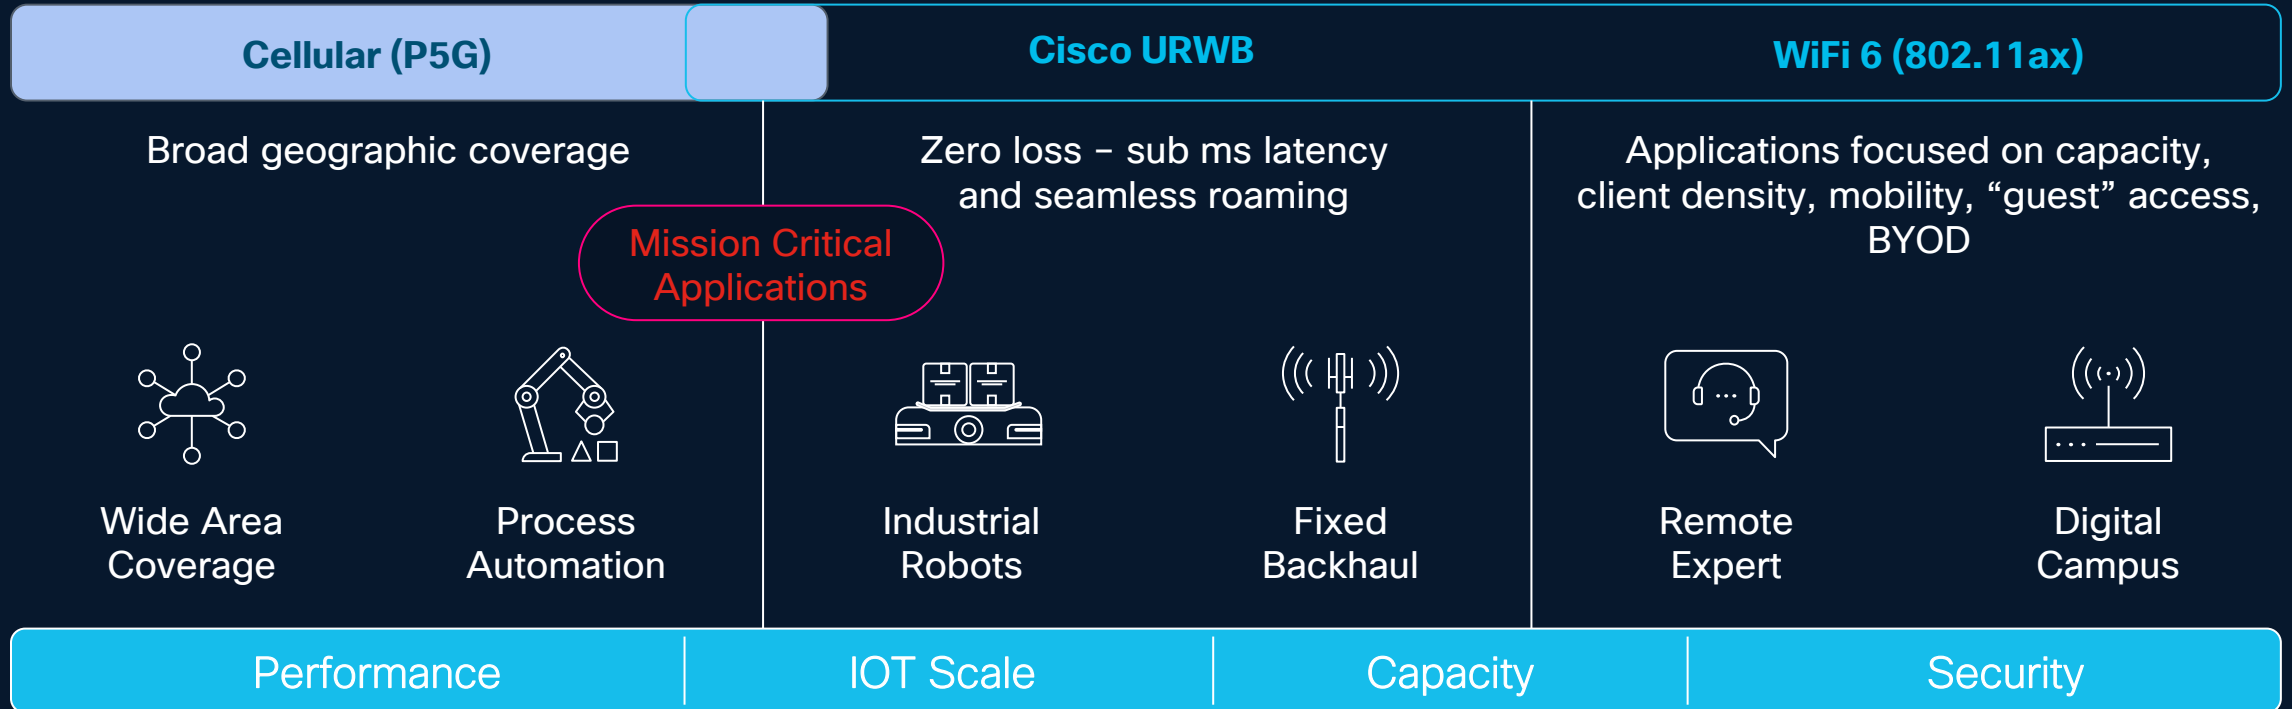 Cellular (P5G)
Cisco URWB
WiFi 6 (802.11ax)
Broad geographic coverage
Zero loss – sub ms latency
and seamless roaming
Applications focused on capacity,
client density, mobility, “guest” access,
BYOD
Mission Critical
Applications
Wide Area
Coverage
Process
Automation
Industrial
Robots
Fixed
Backhaul
Remote
Expert
Digital
Campus
Performance
IOT Scale
Capacity
Security